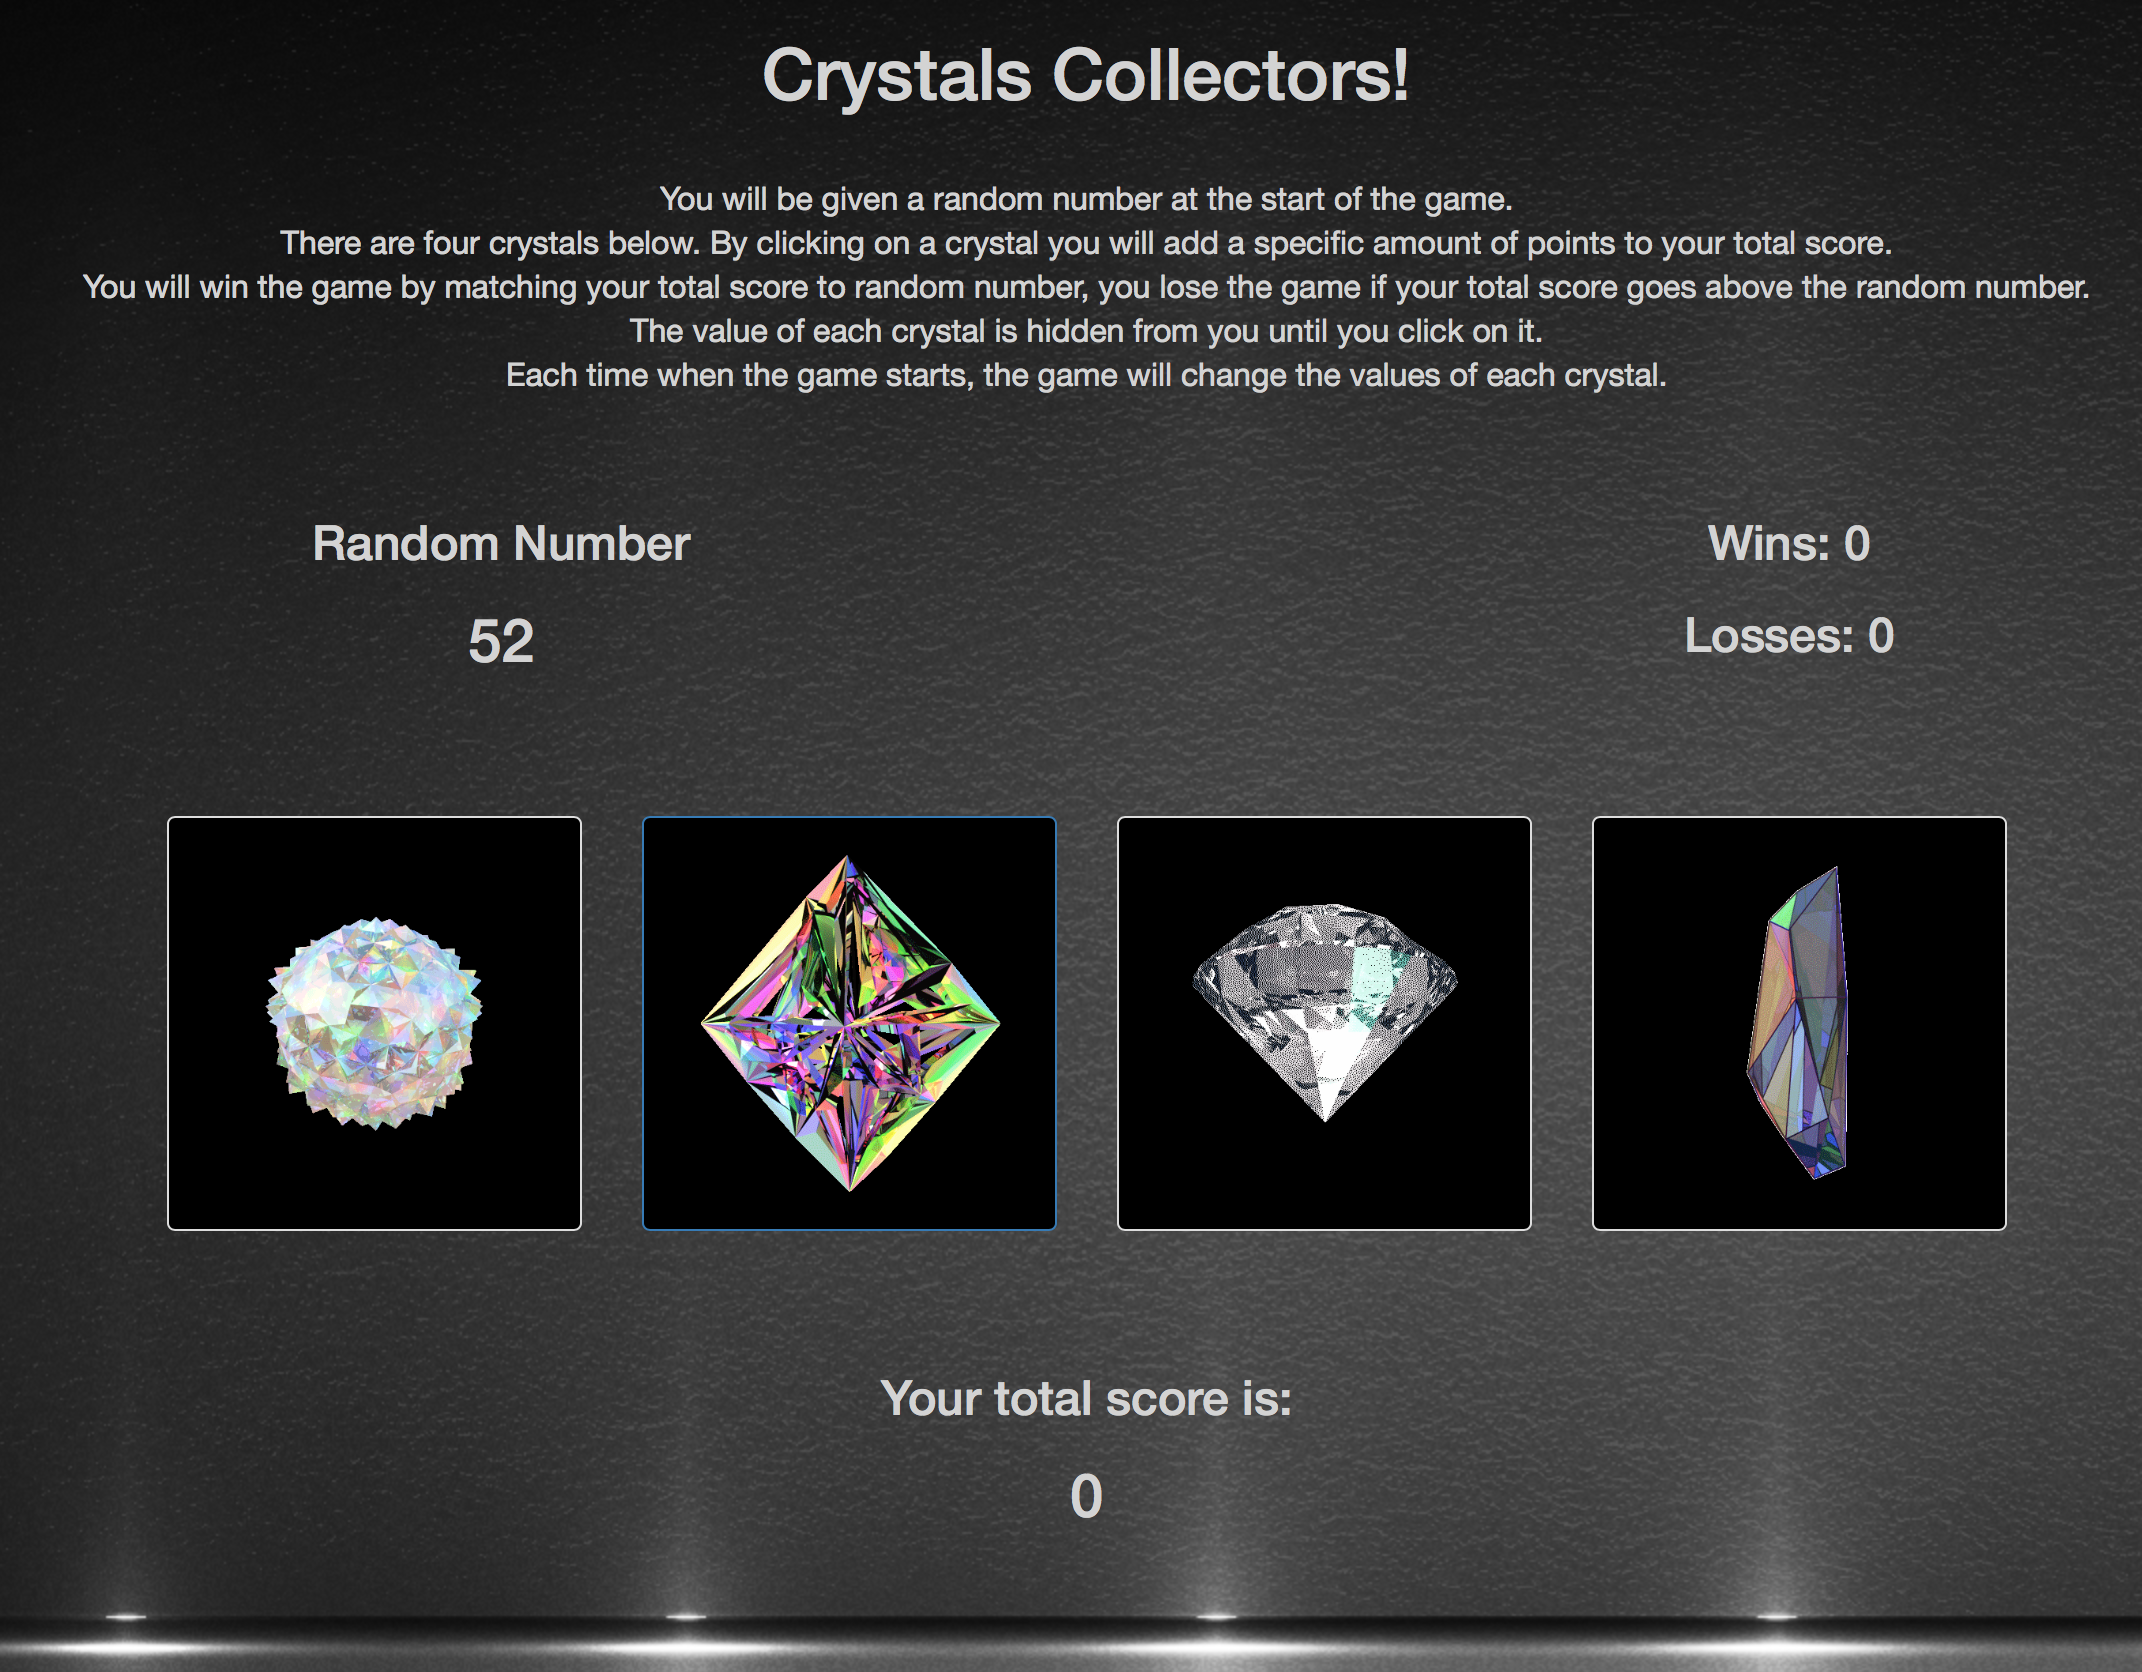 Crystals Collectors!
You will be given a random number at the start of the game.
There are four crystals below. By clicking on a crystal you will add a specific amount of points to your total score.
You will win the game by matching your total score to random number, you lose the game if your total score goes above the random number.
The value of each crystal is hidden from you until you click on it.
Each time when the game starts, the game will change the values of each crystal.
Random Number
52
Wins: 0
Losses: 0
Your total score is:
0